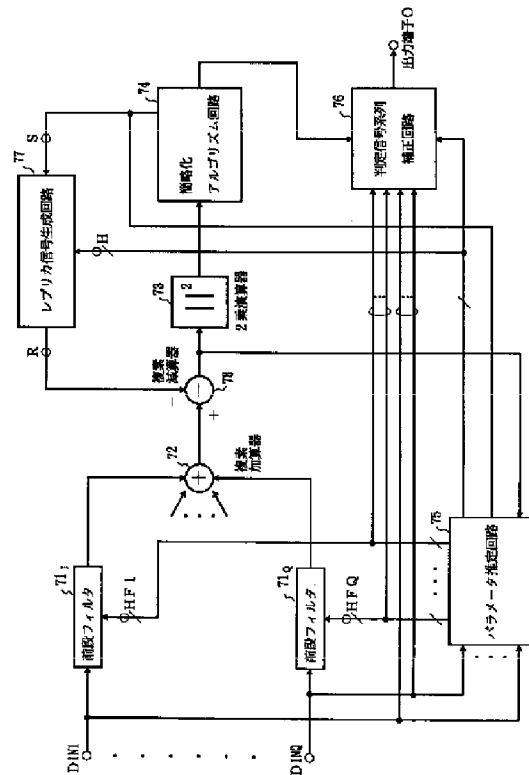 DIN1
DINQ
71₁
前段フィルタ
HF1
71Q
前段フィルタ
HFQ
72
複素
加算器
複素
減算器
78
R
77
レプリカ信号生成回路
S
H
73
2
2乗演算器
74
簡略化
アルゴリズム回路
75
パラメータ推定回路
76
判定信号系列
補正回路
出力端子O